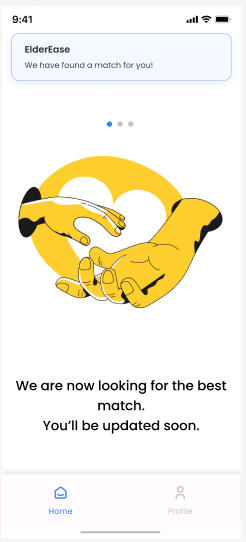 9:41
ElderEase
We have found a match for you!
We are now looking for the best
match.
You’ll be updated soon.
Home
Profile